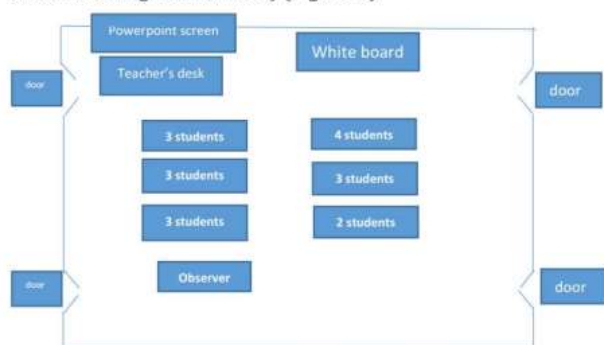 Powerpoint screen
White board
Teacher's desk
door
door
3 students
4 students
3 students
3 students
3 students
2 students
Observer
door
door